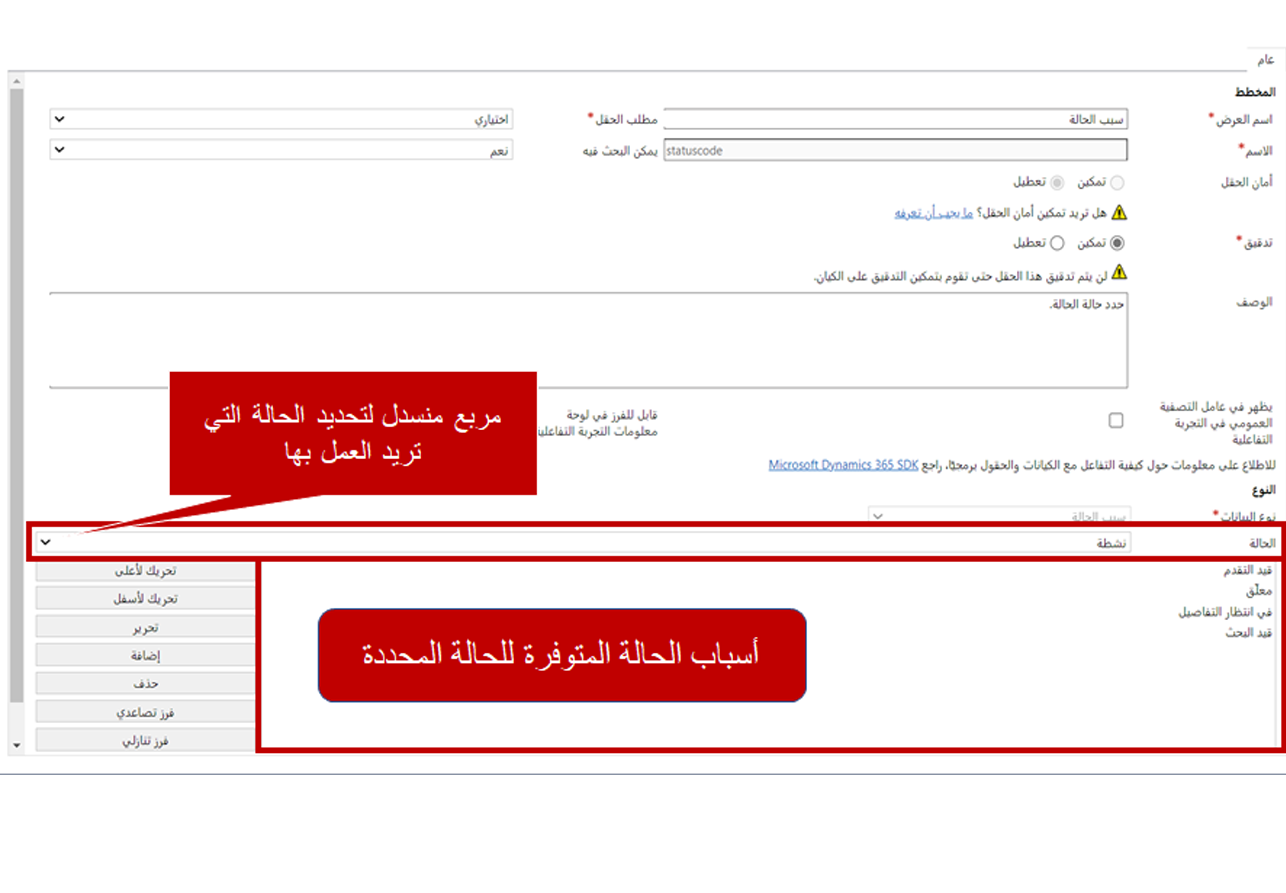 عام
المخطط
اسم العرض* سبب الحالة مطلب الحقل* اختياري
الاسم* statuscode يمكن البحث فيه نعم
أمان الحقل تمكين تعطيل
هل تريد تمكين أمان الحقل؟ ما يجب أن تعرفه
تدقيق* تمكين تعطيل
لن يتم تدقيق هذا الحقل حتى تقوم بتمكين التدقيق على الكيان.
الوصف حدد حالة الحالة.
مربع منسدل لتحديد الحالة التي
تريد العمل بها
يظهر في عامل التصفية
العمومي في التجربة
التفاعلية
قابل للفرز في لوحة
معلومات التجربة التفاعلية
للاطلاع على معلومات حول كيفية التفاعل مع الكيانات والحقول برمجيًا، راجع Microsoft Dynamics 365 SDK
النوع
نوع البيانات* سبب الحالة
الحالة نشطة
قيد التقدم
معلّق
في انتظار التفاصيل
قيد البحث
أسباب الحالة المتوفرة للحالة المحددة
تحريك لأعلى
تحريك لأسفل
تحرير
إضافة
حذف
فرز تصاعدي
فرز تنازلي